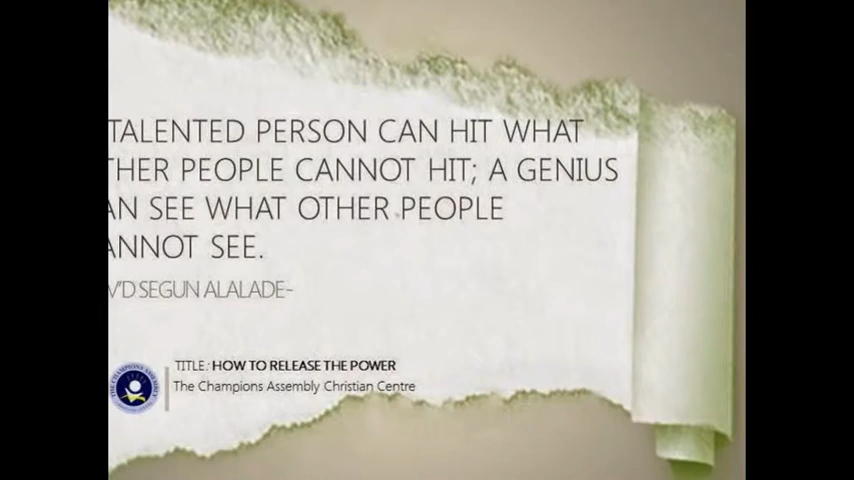 TALENTED PERSON CAN HIT WHAT
THER PEOPLE CANNOT HIT; A GENIUS
AN SEE WHAT OTHER PEOPLE
ANNOT SEE.
V'D SEGUN ALALADE-
TITLE: HOW TO RELEASE THE POWER
The Champions Assembly Christian Centre